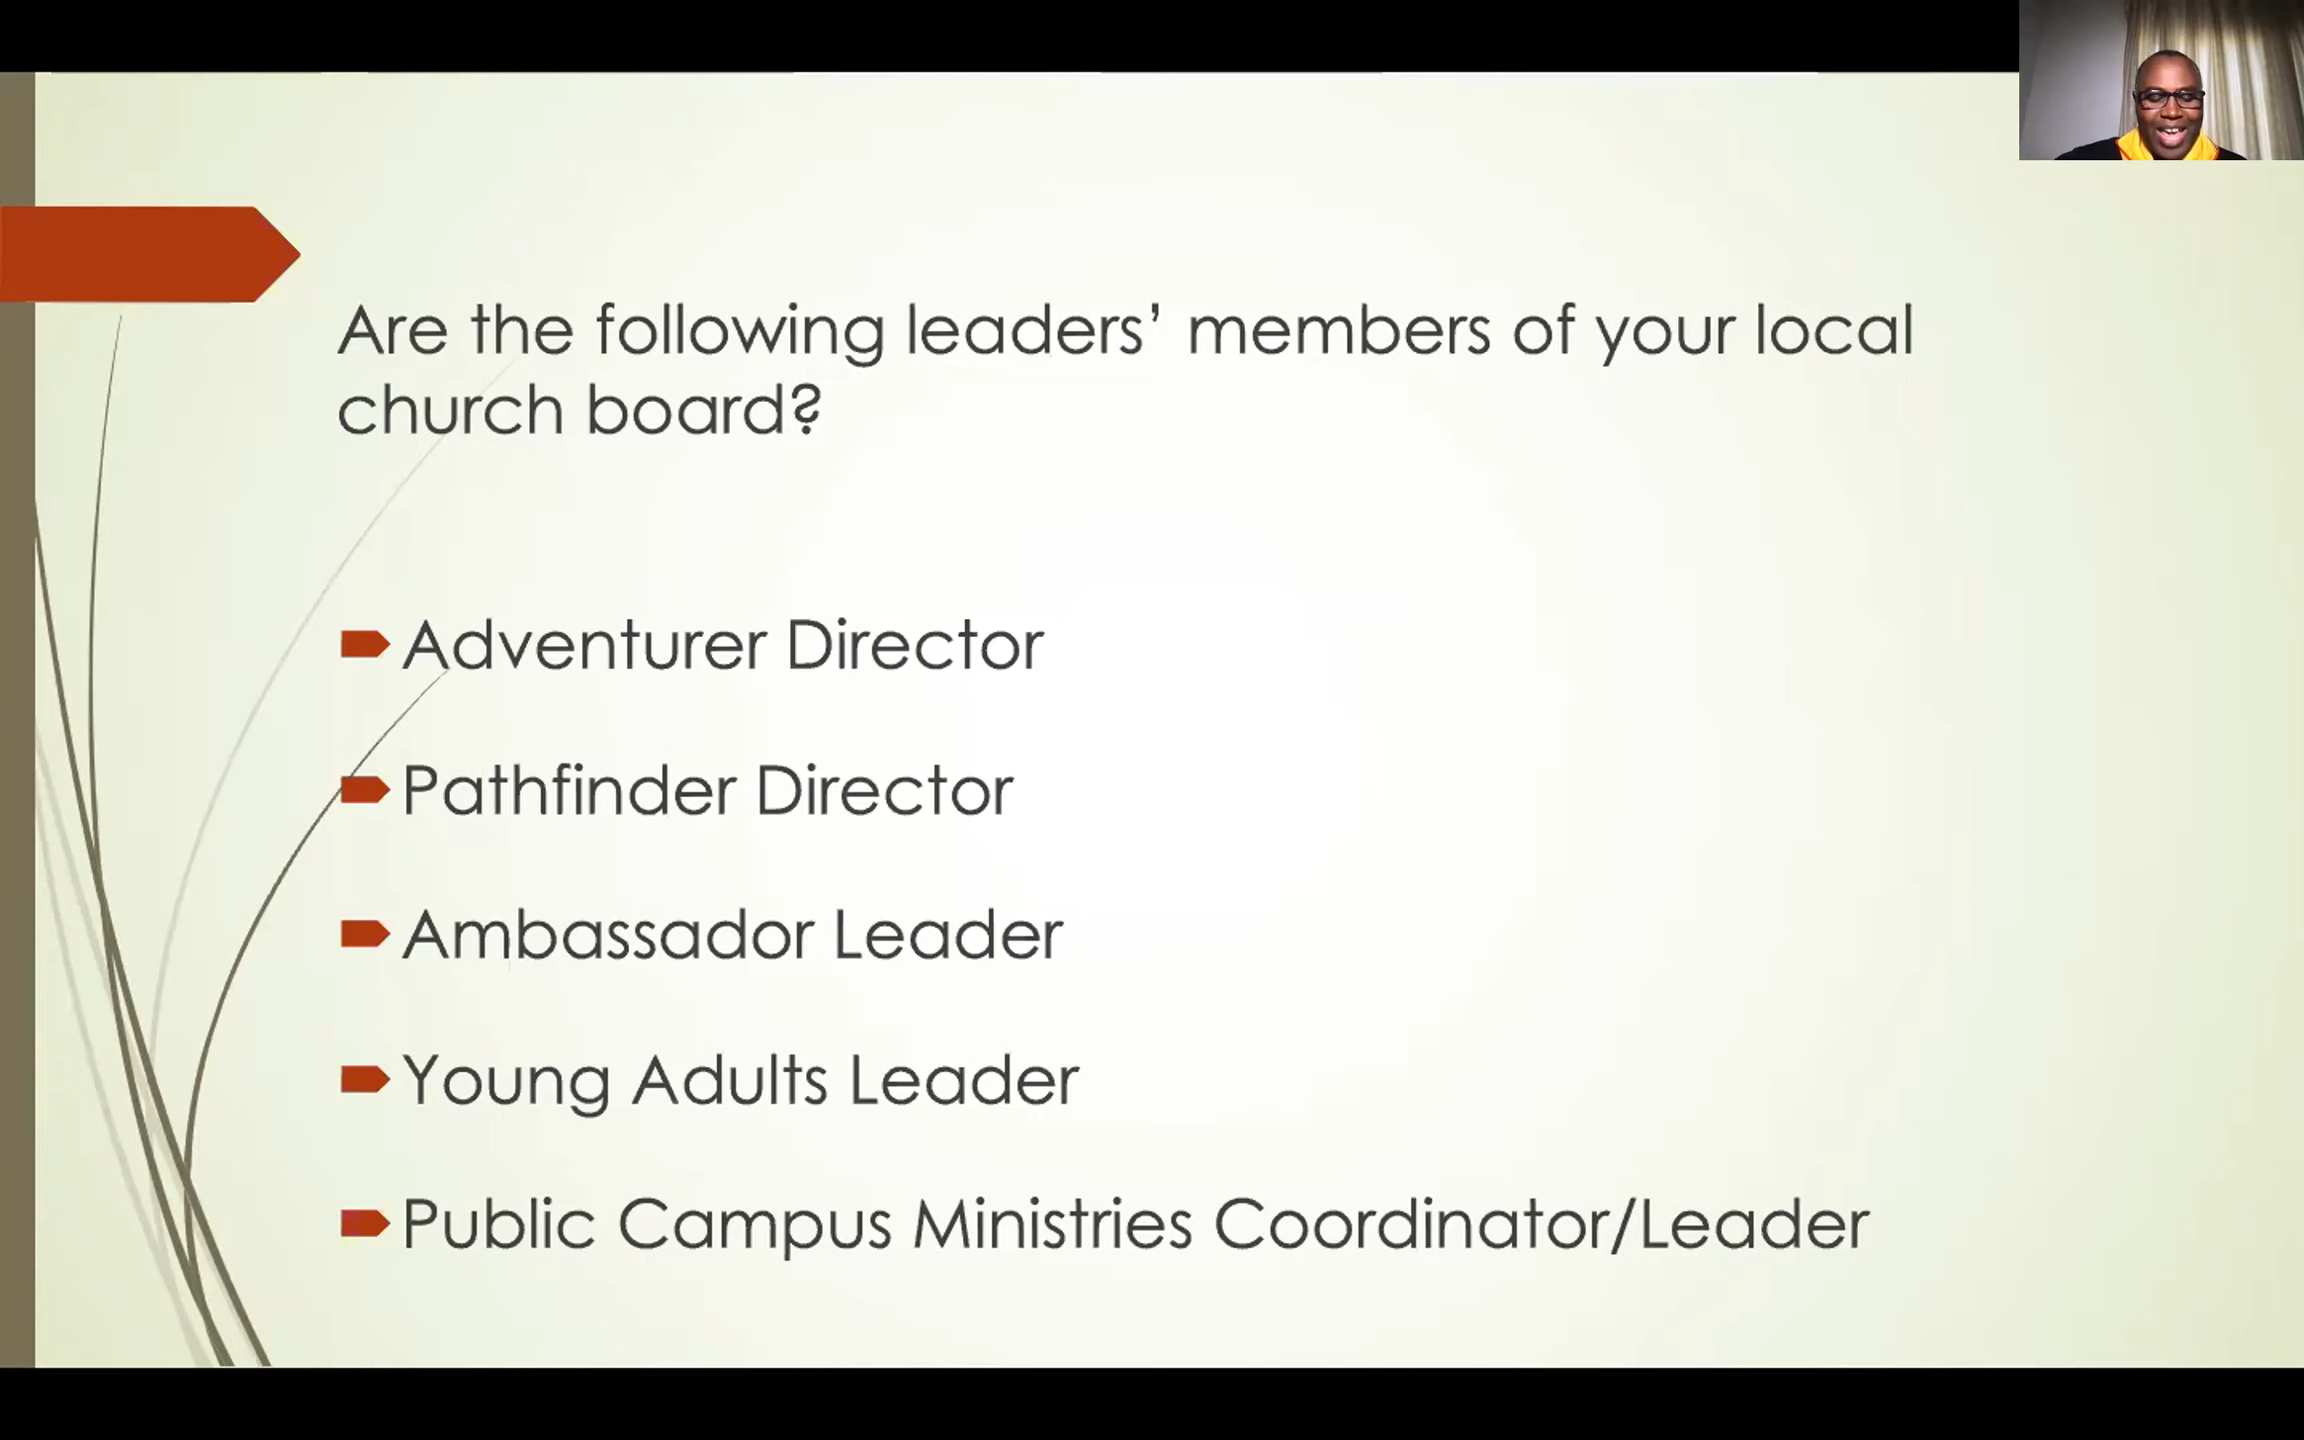 Are the following leaders’ members of your local
church board?
Adventurer Director
Pathfinder Director
Ambassador Leader
Young Adults Leader
Public Campus Ministries Coordinator/Leader